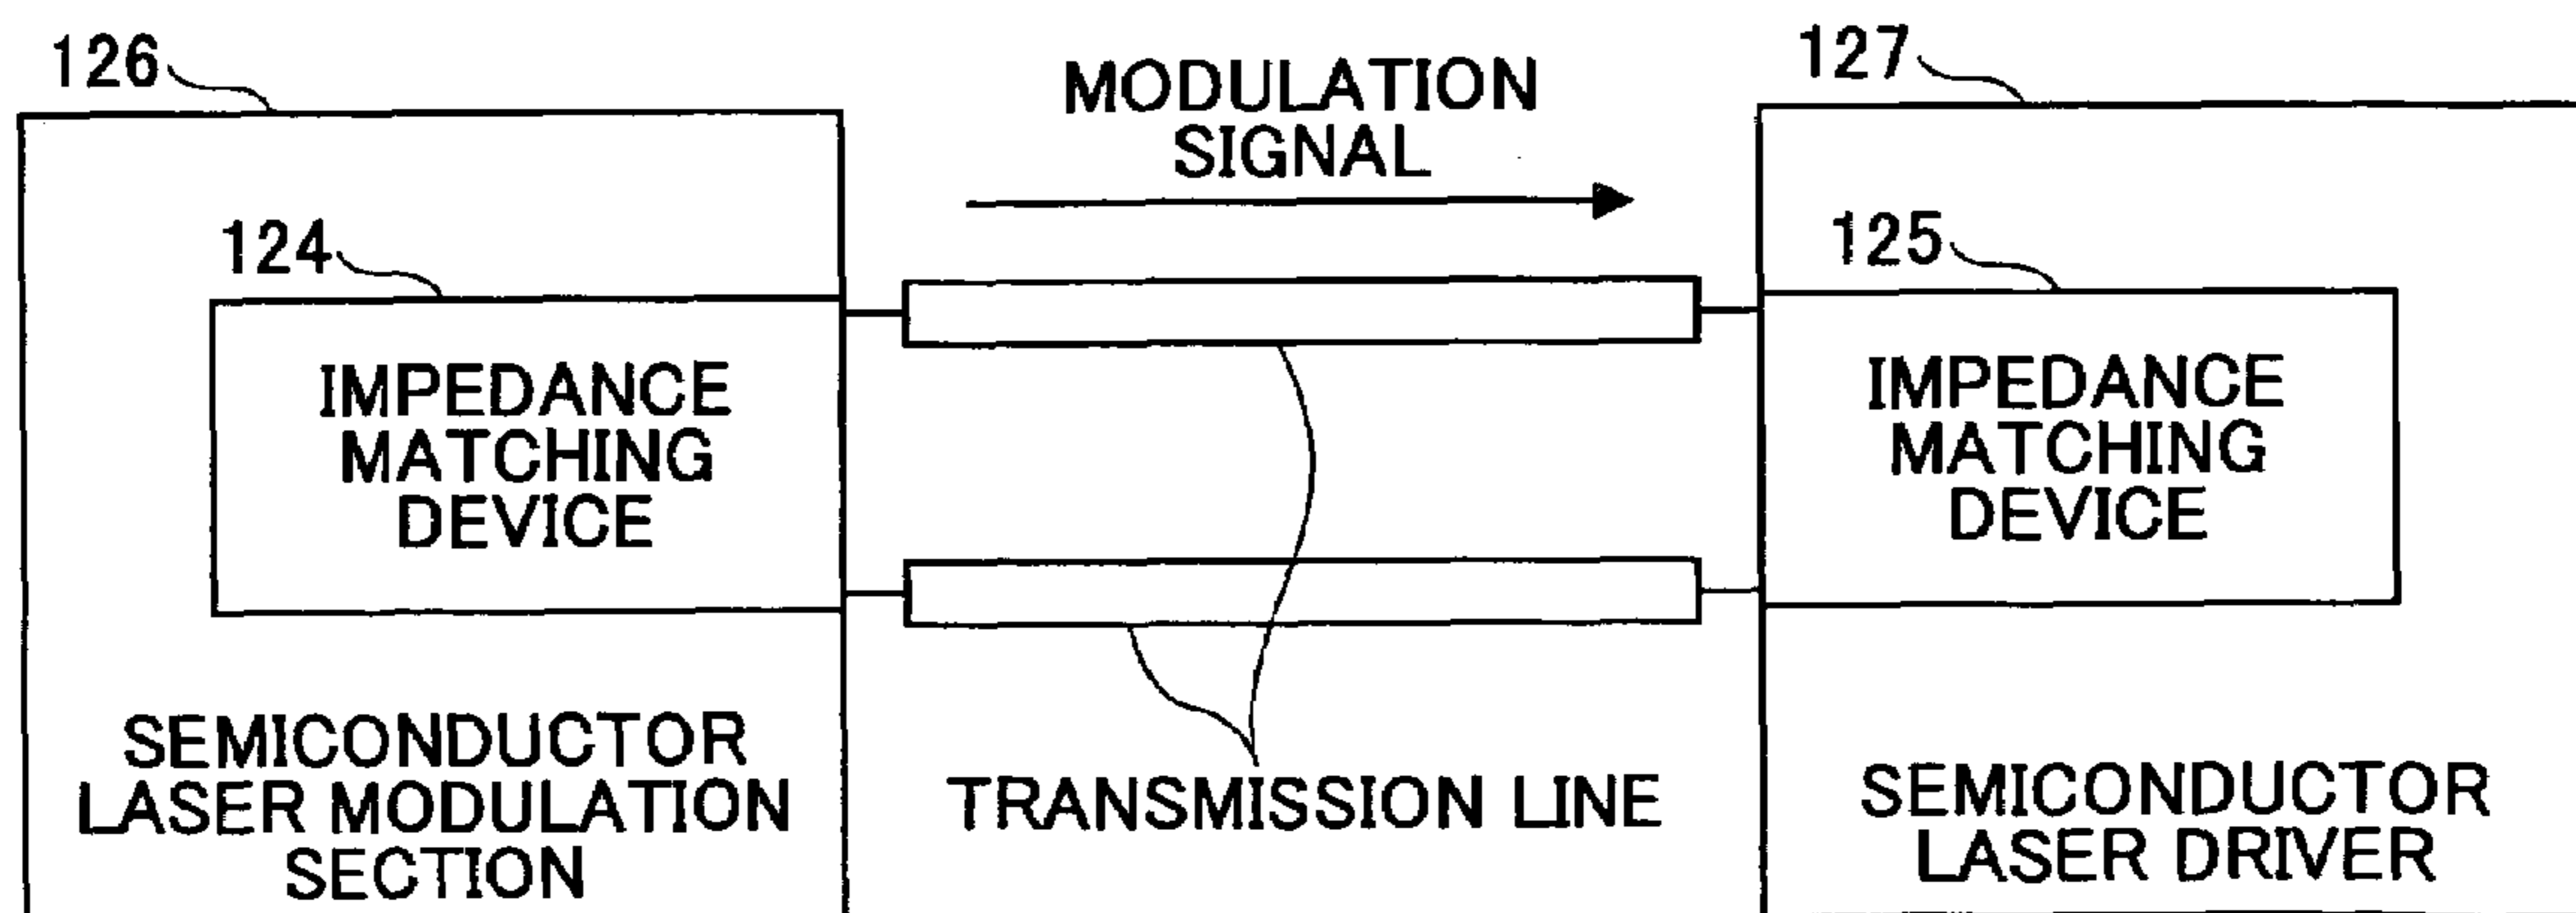 126
MODULATION
SIGNAL
127
124
125
IMPEDANCE
MATCHING
DEVICE
IMPEDANCE
MATCHING
DEVICE
SEMICONDUCTOR
LASER MODULATION
SECTION
TRANSMISSION LINE
SEMICONDUCTOR
LASER DRIVER